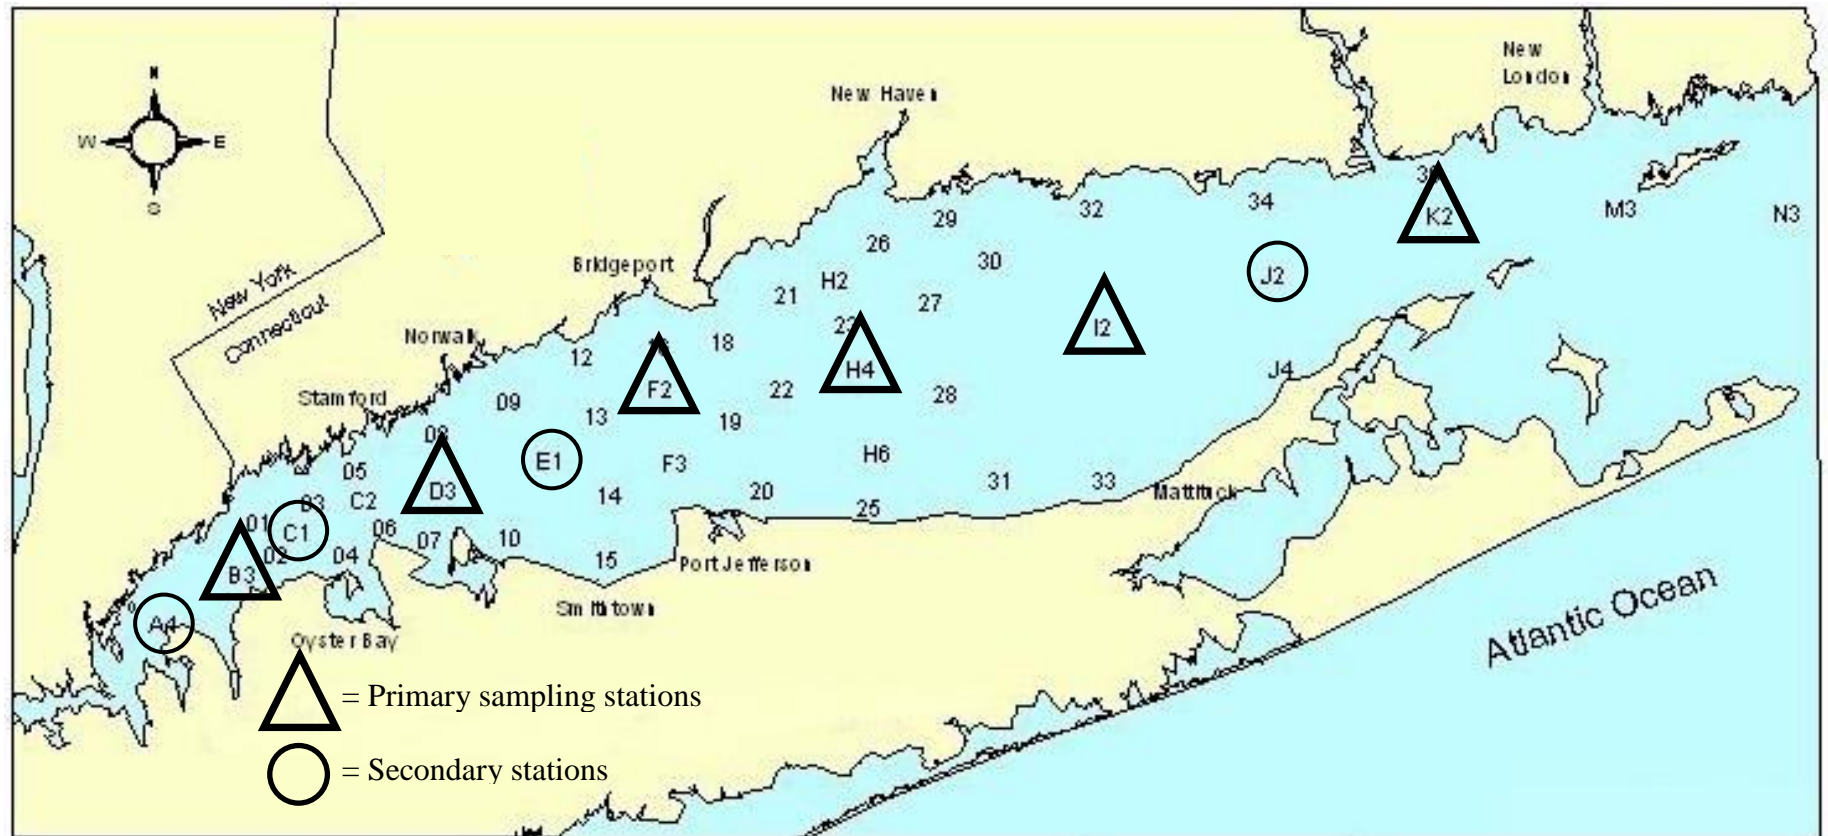 New
London
New Haven
N
W
E
S
32
34
K2
M3
N3
29
26
30
J2
Bridgeport
New York
Connecticut
H2
21
27
I2
Norwalk
12
18
H4
J4
F2
22
28
Stamford
09
13
19
E1
F3
H6
05
D3
C2
14
20
31
33
Mattituck
25
01
C1
06
07
10
02
04
15
Port Jefferson
B3
Smithtown
A4
Oyster Bay
Atlantic Ocean
= Primary sampling stations
= Secondary stations